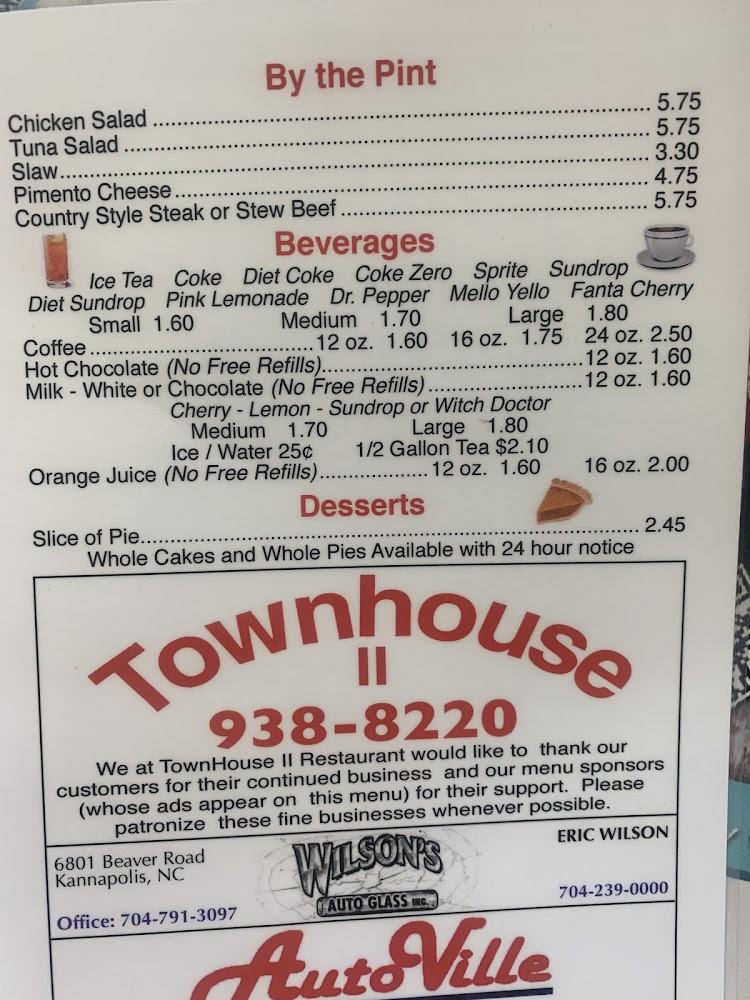 By the Pint
Chicken Salad ........ 5.75
Tuna Salad ........ 5.75
Slaw........ 3.30
Pimento Cheese........ 4.75
Country Style Steak or Stew Beef ........ 5.75
Beverages
Ice Tea Coke Diet Coke Coke Zero Sprite Sundrop
Diet Sundrop Pink Lemonade Dr. Pepper Mello Yello Fanta Cherry
Small 1.60 Medium 1.70 Large 1.80
Coffee........12 oz. 1.60 16 oz. 1.75 24 oz. 2.50
Hot Chocolate (No Free Refills)........12 oz. 1.60
Milk - White or Chocolate (No Free Refills)........12 oz. 1.60
Cherry - Lemon - Sundrop or Witch Doctor
Medium 1.70 Large 1.80
Ice / Water 25¢ 1/2 Gallon Tea $2.10
Orange Juice (No Free Refills)........12 oz. 1.60 16 oz. 2.00
Desserts
Slice of Pie........ 2.45
Whole Cakes and Whole Pies Available with 24 hour notice
Townhouse
II
938-8220
We at TownHouse II Restaurant would like to thank our
customers for their continued business and our menu sponsors
(whose ads appear on this menu) for their support. Please
patronize these fine businesses whenever possible.
6801 Beaver Road
Kannapolis, NC
Office: 704-791-3097
WILSON'S
AUTO GLASS INC.
ERIC WILSON
704-239-0000
AutoVille